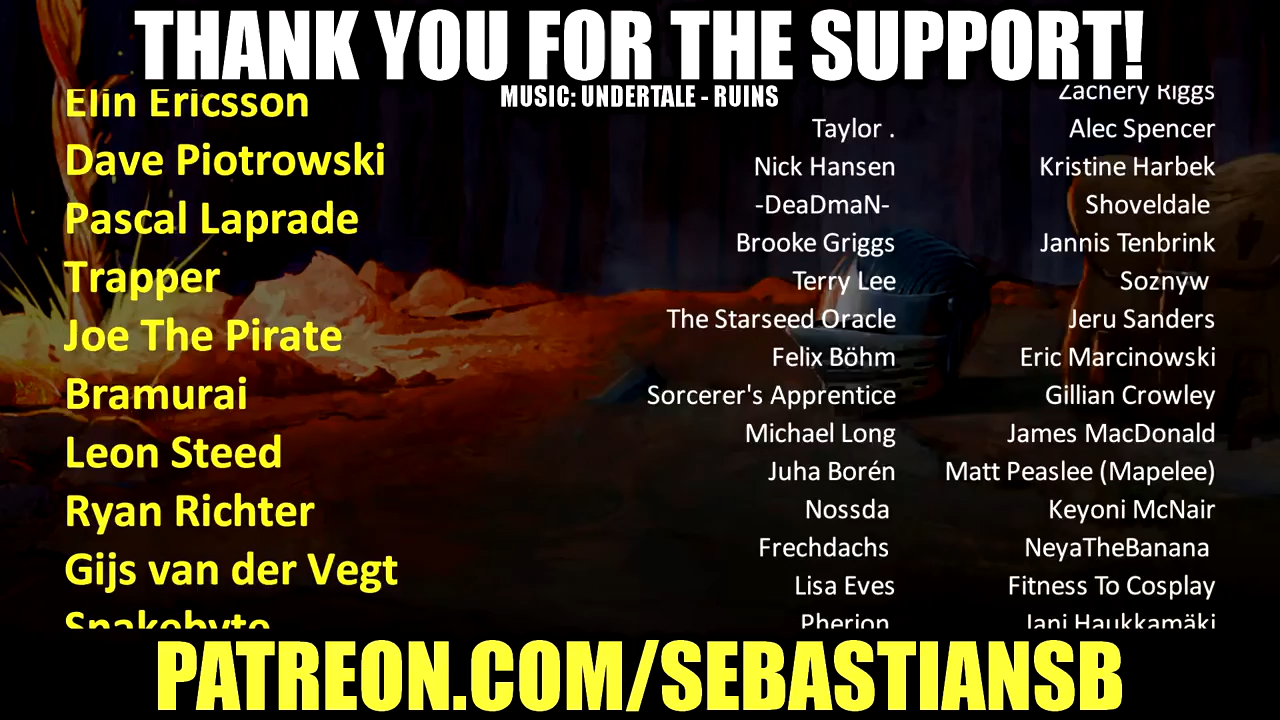 THANK YOU FOR THE SUPPORT!
MUSIC: UNDERTALE - RUINS
Elin Ericsson
Dave Piotrowski
Pascal Laprade
Trapper
Joe The Pirate
Bramurai
Leon Steed
Ryan Richter
Gijs van der Vegt
Snakebyte
Taylor .
Nick Hansen
-DeaDmaN-
Brooke Griggs
Terry Lee
The Starseed Oracle
Felix Böhm
Sorcerer's Apprentice
Michael Long
Juha Borén
Nossda
Frechdachs
Lisa Eves
Pherion
Zachery Riggs
Alec Spencer
Kristine Harbek
Shoveldale
Jannis Tenbrink
Soznyw
Jeru Sanders
Eric Marcinowski
Gillian Crowley
James MacDonald
Matt Peaslee (Mapelee)
Keyoni McNair
NeyaTheBanana
Fitness To Cosplay
Jani Haukkamäki
PATREON.COM/SEBASTIANSB